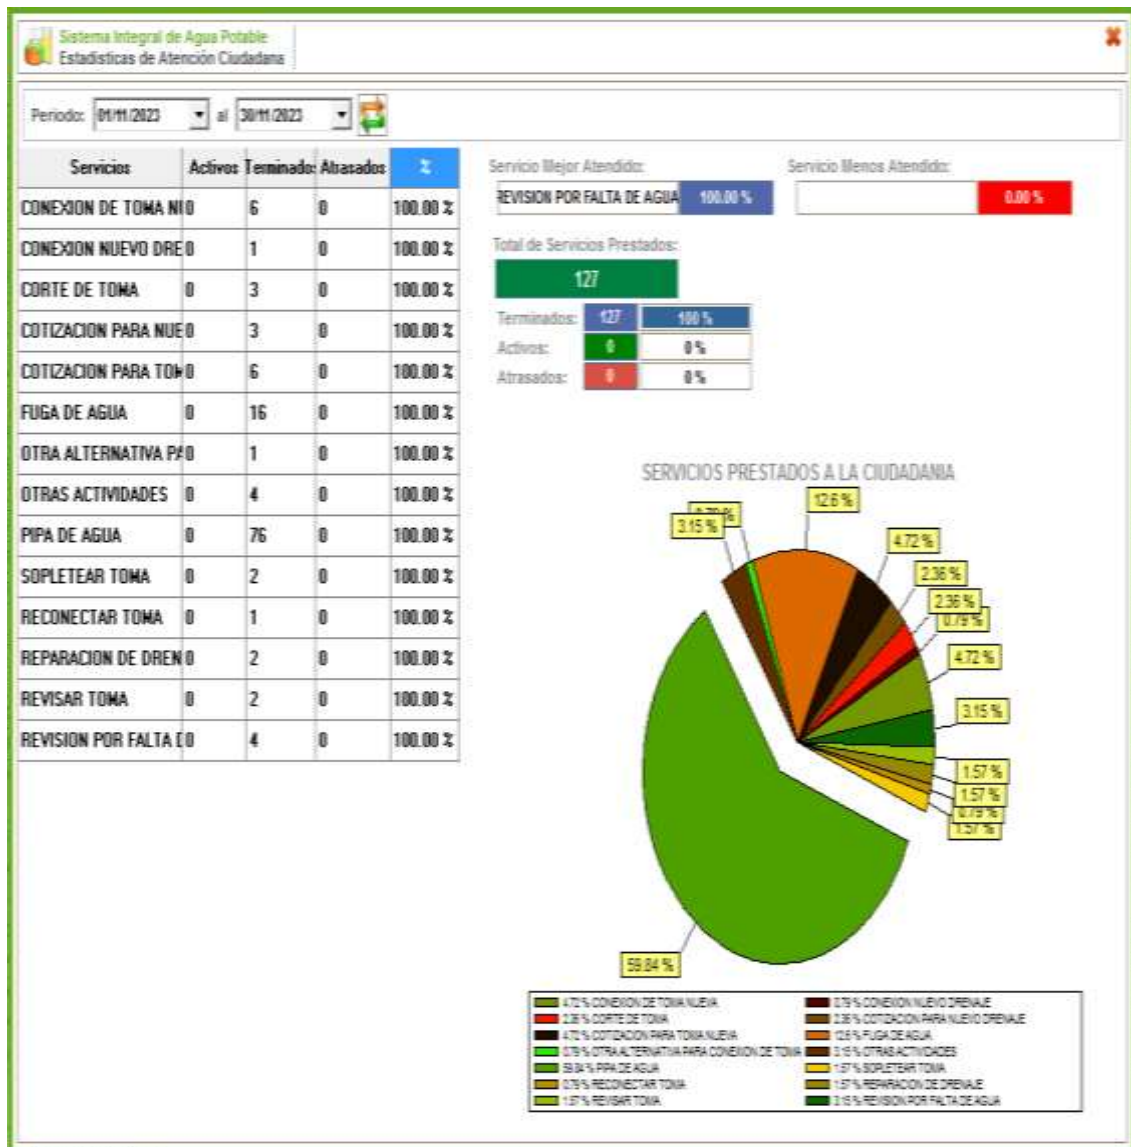 Sistema Integral de Agua Potable
Estadisticas de Atención Ciudadana
Periodo: 01/11/2023 al 30/11/2023
Servicios Activos Terminados Atrasados %
CONEXION DE TOMA NU 0 6 0 100.00 %
CONEXION NUEVO DRE 0 1 0 100.00 %
CORTE DE TOMA 0 3 0 100.00 %
COTIZACION PARA NUE 0 3 0 100.00 %
COTIZACION PARA TOM 0 6 0 100.00 %
FUGA DE AGUA 0 16 0 100.00 %
OTRA ALTERNATIVA PA 0 1 0 100.00 %
OTRAS ACTIVIDADES 0 4 0 100.00 %
PIPA DE AGUA 0 76 0 100.00 %
SOPLETEAR TOMA 0 2 0 100.00 %
RECONECTAR TOMA 0 1 0 100.00 %
REPARACION DE DREN 0 2 0 100.00 %
REVISAR TOMA 0 2 0 100.00 %
REVISION POR FALTA D 0 4 0 100.00 %
Servicio Mejor Atendido: Servicio Menos Atendido:
REVISION POR FALTA DE AGUA 100.00 % 0.00 %
Total de Servicios Prestados:
127
Terminados: 127 100 %
Activos: 0 0 %
Atrasados: 0 0 %
SERVICIOS PRESTADOS A LA CIUDADANIA
12.6 %
0.79 %
3.15 %
4.72 %
2.36 %
2.36 %
0.79 %
4.72 %
3.15 %
1.57 %
1.57 %
0.79 %
1.57 %
59.84 %
4.72 % CONEXION DE TOMA NUEVA 0.79 % CONEXION NUEVO DRENAJE
2.36 % CORTE DE TOMA 2.36 % COTIZACION PARA NUEVO DRENAJE
4.72 % COTIZACION PARA TOMA NUEVA 12.6 % FUGA DE AGUA
0.79 % OTRA ALTERNATIVA PARA CONEXION DE TOMA 3.15 % OTRAS ACTIVIDADES
59.84 % PIPA DE AGUA 1.57 % SOPLETEAR TOMA
0.79 % RECONECTAR TOMA 1.57 % REPARACION DE DRENAJE
1.57 % REVISAR TOMA 3.15 % REVISION POR FALTA DE AGUA